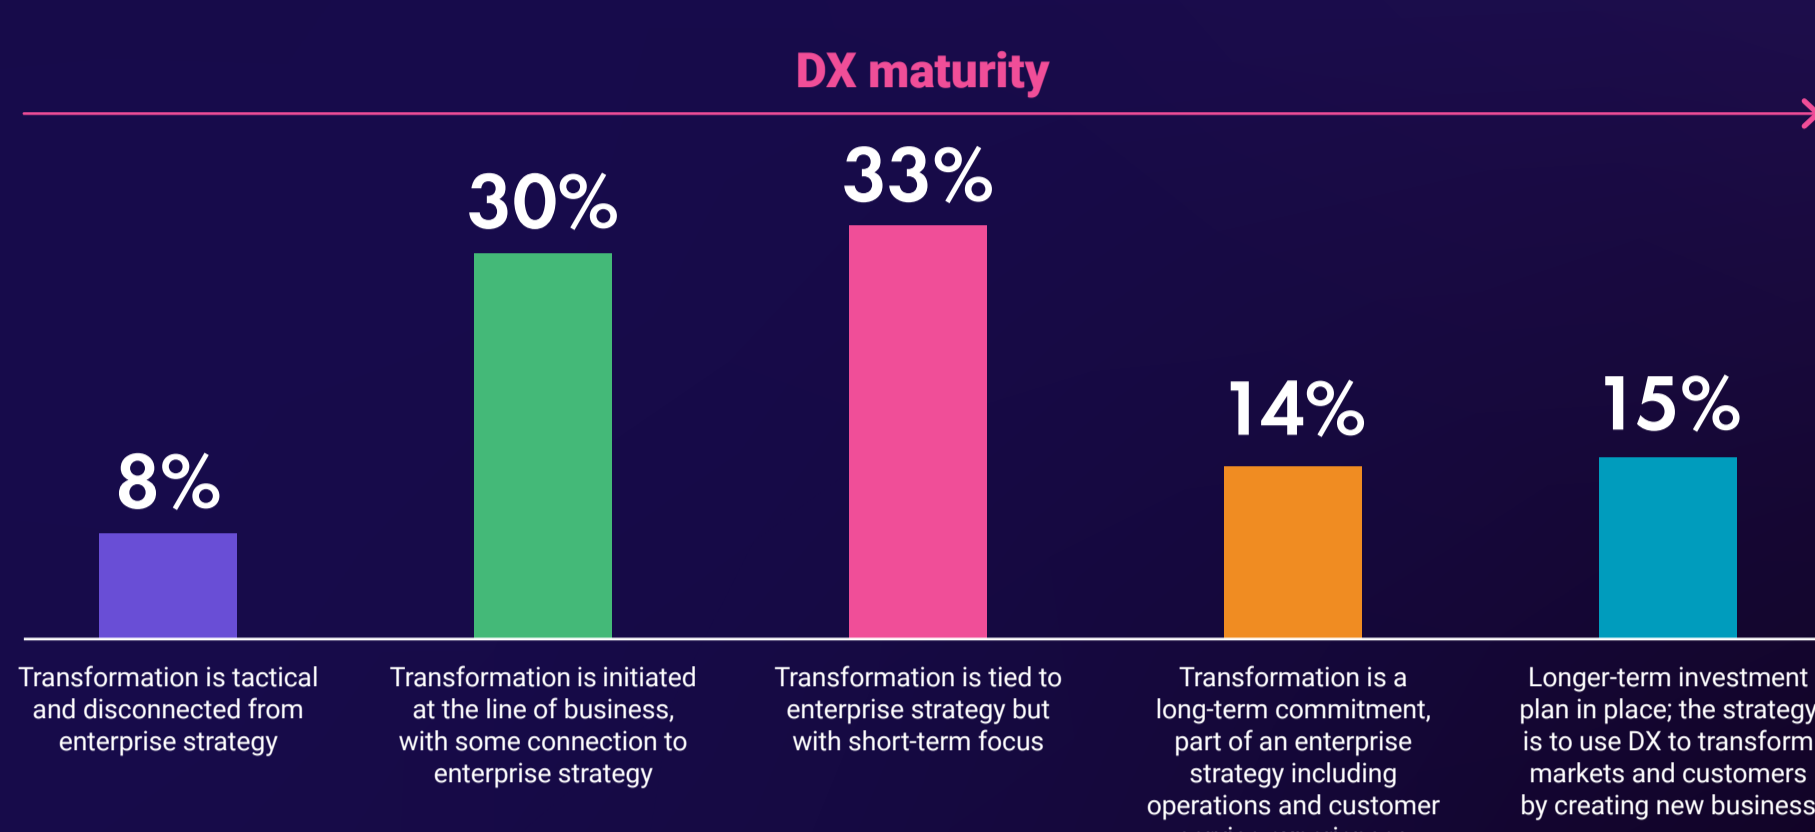 DX maturity
8%
30%
33%
14%
15%
Transformation is tactical
and disconnected from
enterprise strategy
Transformation is initiated
at the line of business,
with some connection to
enterprise strategy
Transformation is tied to
enterprise strategy but
with short-term focus
Transformation is a
long-term commitment,
part of an enterprise
strategy including
operations and customer
Longer-term investment
plan in place; the strategy
is to use DX to transform
markets and customers
by creating new business